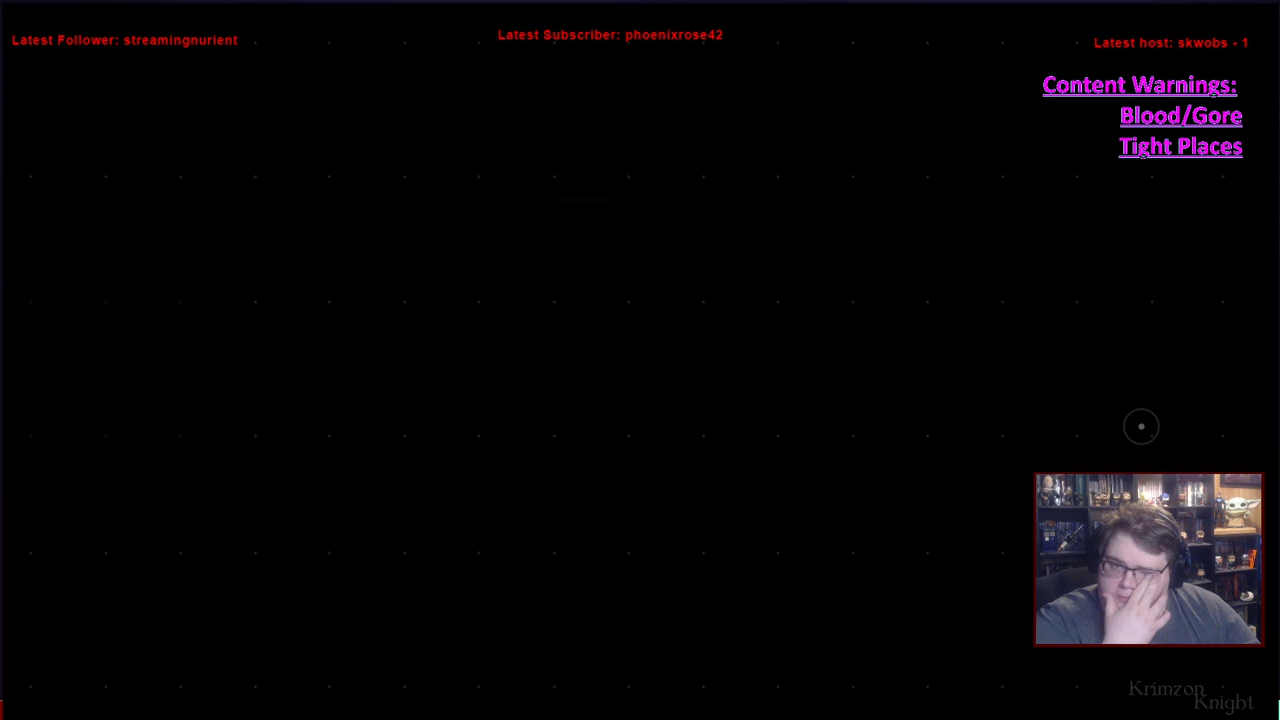 Latest Follower: streamingnurient
Latest Subscriber: phoenixrose42
Latest host: skwobs - 1
Content Warnings:
Blood/Gore
Tight Places
Krimzon
Knight